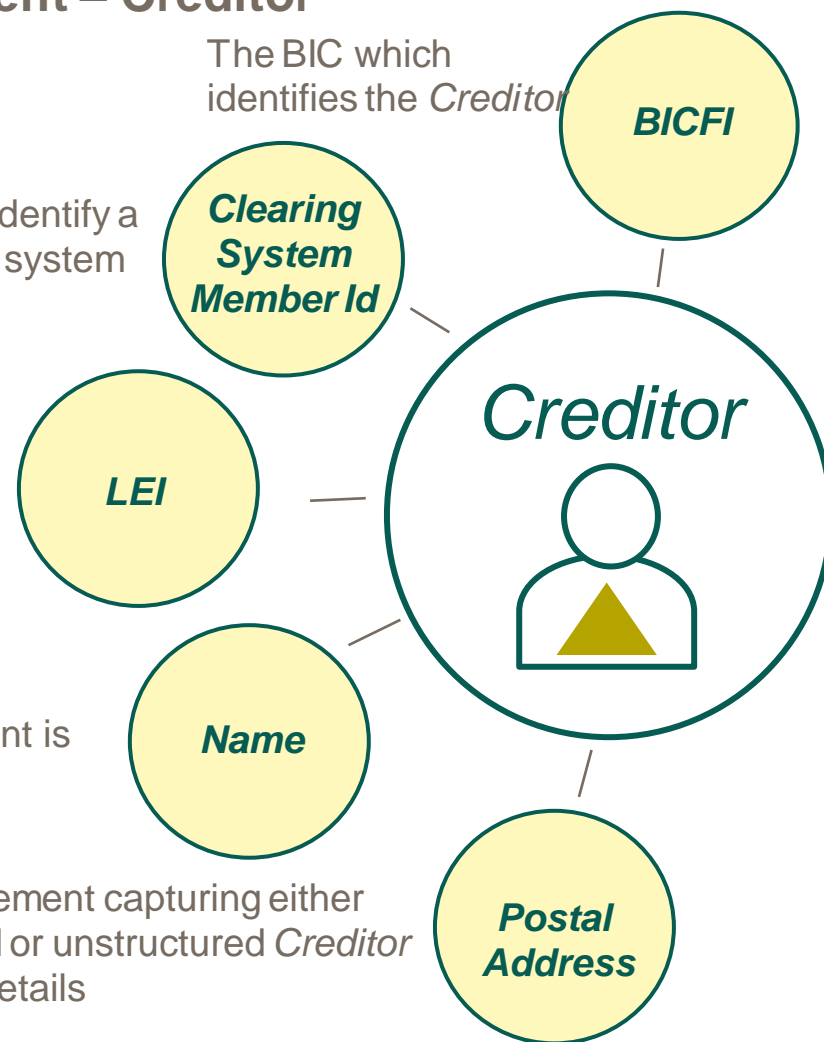 – Creditor
The BIC which
identifies the Creditor
BICFI
dentify a
system
Clearing
System
Member Id
Creditor
LEI
nt is
Name
ement capturing either
or unstructured Creditor
etails
Postal
Address